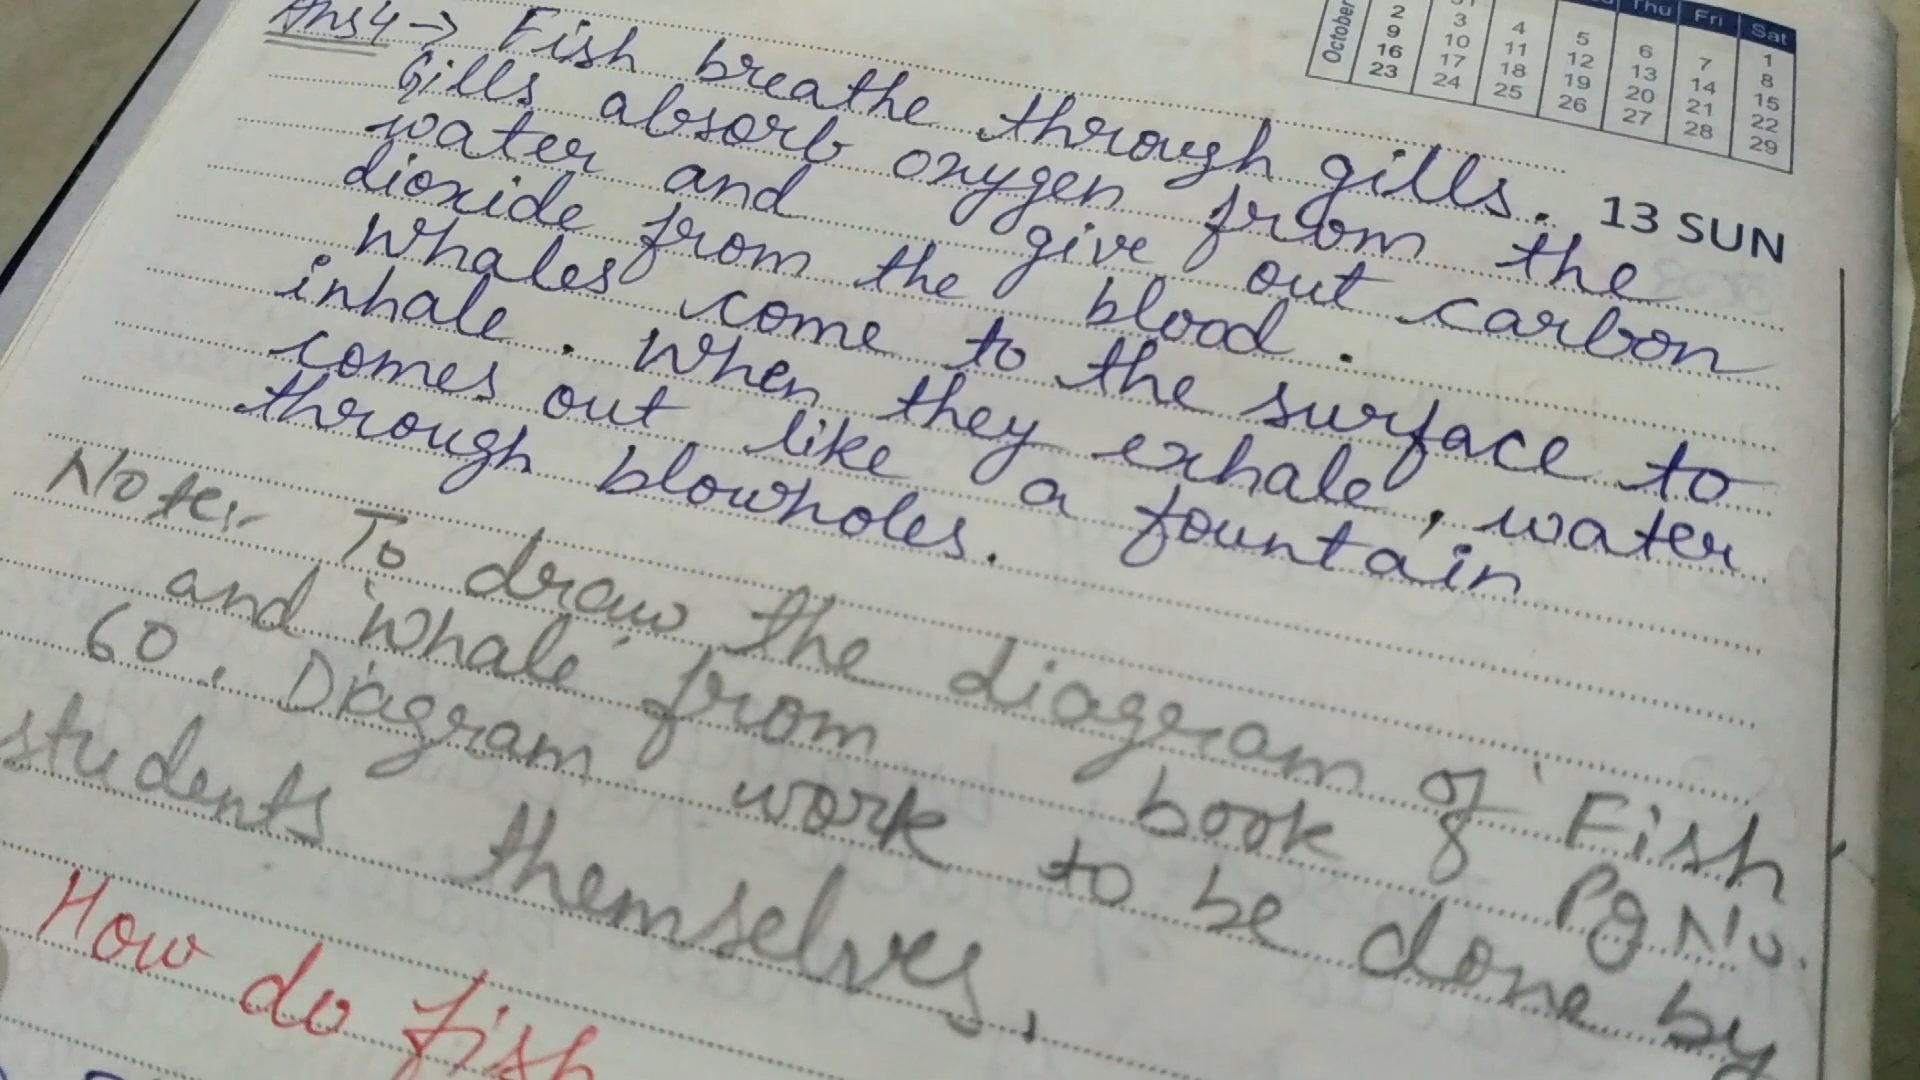 October
Thu Fri Sat
31 1
2 3 4 5 6 7 8
9 10 11 12 13 14 15
16 17 18 19 20 21 22
23 24 25 26 27 28 29
13 SUN
Ans4→ Fish breathe through gills.
Gills absorb oxygen from the
water and give out carbon
dioxide from the blood.
Whales come to the surface to
inhale. When they exhale, water
comes out like a fountain
through blowholes.
Note:- To draw the diagram of 'Fish
and whale' from book of Pg No.
60. Diagram work to be done by
students themselves.
How do fish